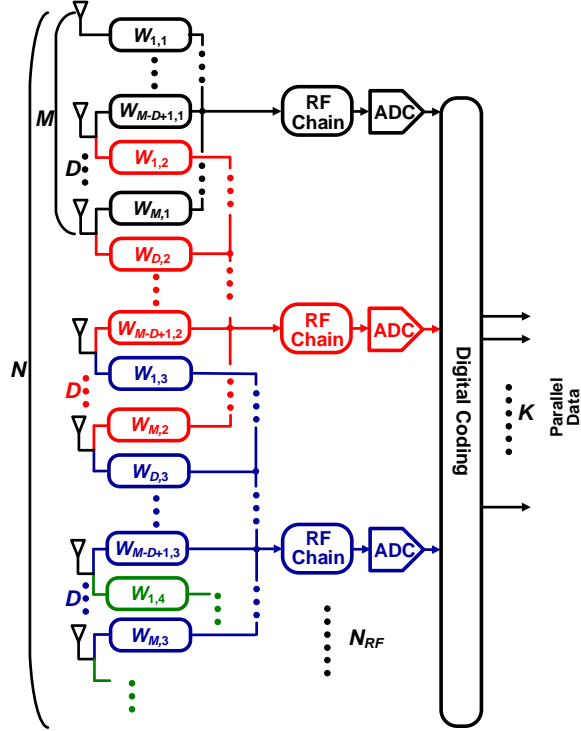 W1,1
M
WM-D+1,1
RF Chain
ADC
D
W1,2
WM,1
WD,2
N
WM-D+1,2
RF Chain
ADC
Digital Coding
K
Parallel Data
W1,3
D
WM,2
WD,3
WM-D+1,3
RF Chain
ADC
D
W1,4
WM,3
NRF